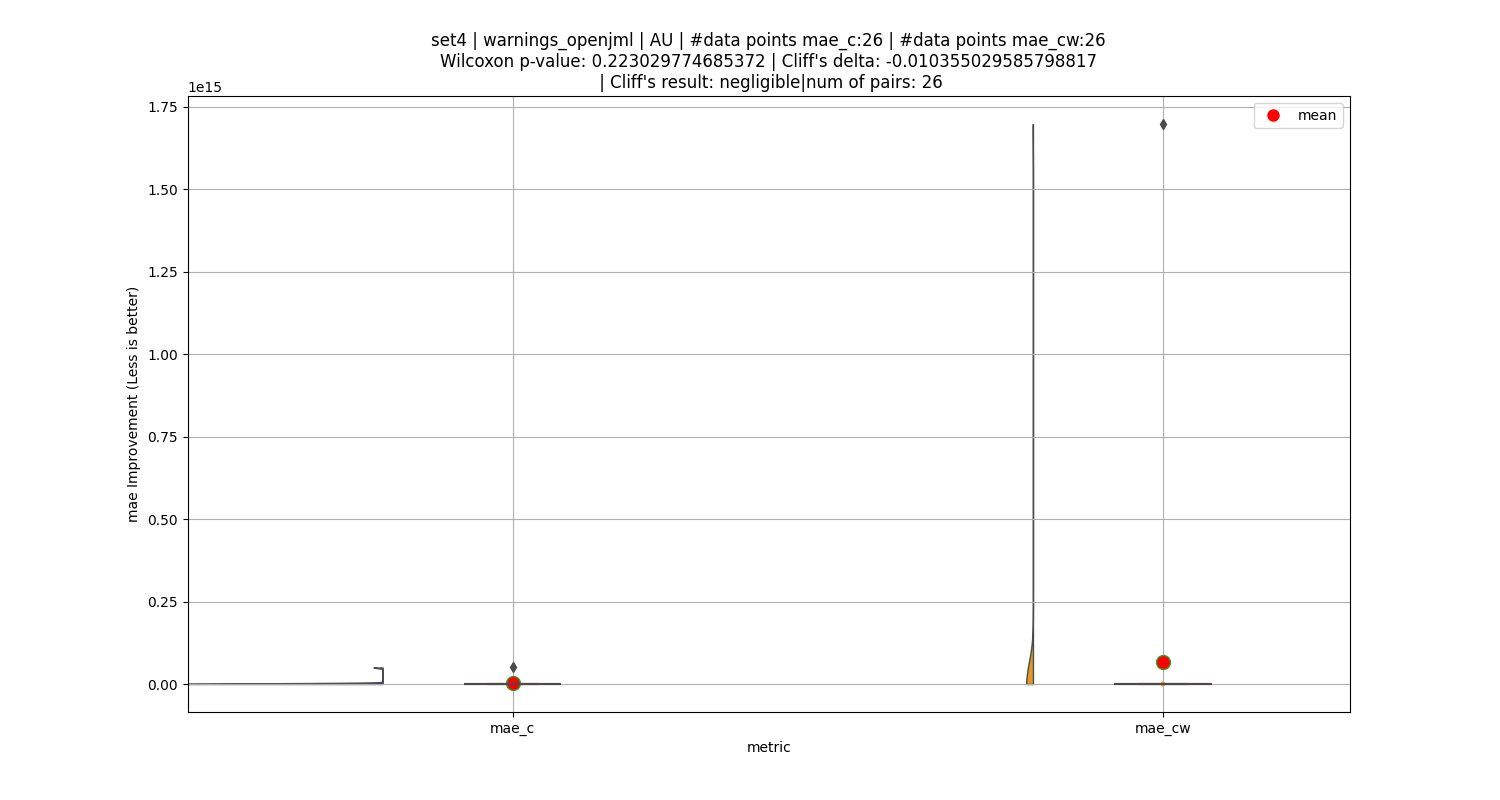 set4 | warnings_openjml | AU | #data points mae_c:26 | #data points mae_cw:26
Wilcoxon p-value: 0.223029774685372 | Cliff's delta: -0.010355029585798817
| Cliff's result: negligible|num of pairs: 26
1e15
1.75
1.50
1.25
1.00
0.75
0.50
0.25
0.00
mae Improvement (Less is better)
mean
mae_c
mae_cw
metric